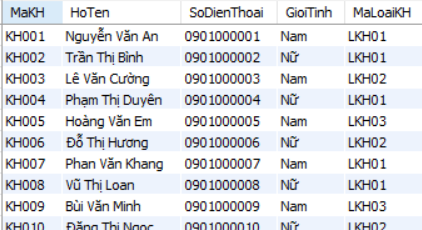 MaKH HoTen SoDienThoai GioiTinh MaLoaiKH
KH001 Nguyễn Văn An 0901000001 Nam LKH01
KH002 Trần Thị Bình 0901000002 Nữ LKH01
KH003 Lê Văn Cường 0901000003 Nam LKH02
KH004 Phạm Thị Duyên 0901000004 Nữ LKH01
KH005 Hoàng Văn Em 0901000005 Nam LKH03
KH006 Đỗ Thị Hương 0901000006 Nữ LKH02
KH007 Phan Văn Khang 0901000007 Nam LKH01
KH008 Vũ Thị Loan 0901000008 Nữ LKH01
KH009 Bùi Văn Minh 0901000009 Nam LKH03
KH010 Đặng Thị Ngọc 0901000010 Nữ LKH02